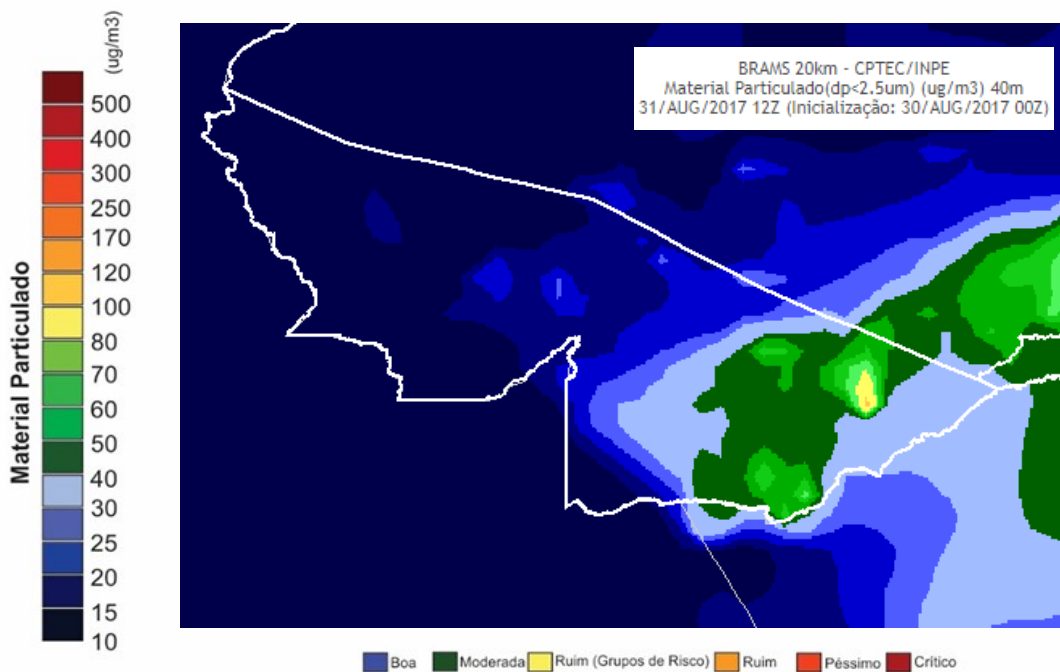 (ug/m3)
Material Particulado
500
400
300
250
170
120
100
80
70
60
50
40
30
25
20
15
10
BRAMS 20km - CPTEC/INPE
Material Particulado(dp<2.5um) (ug/m3) 40m
31/AUG/2017 12Z (Inicialização: 30/AUG/2017 00Z)
Boa Moderada Ruim (Grupos de Risco) Ruim Péssimo Crítico